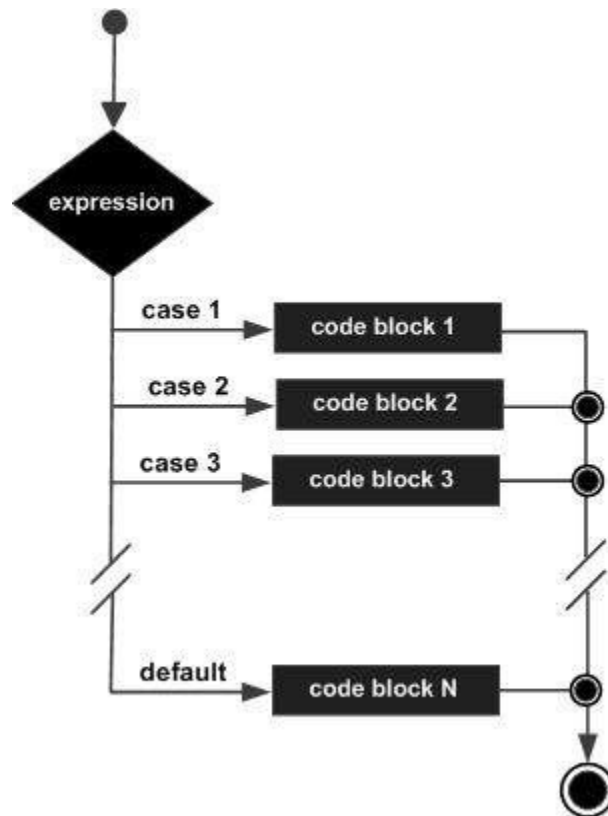 expression
case 1
code block 1
case 2
code block 2
case 3
code block 3
default
code block N